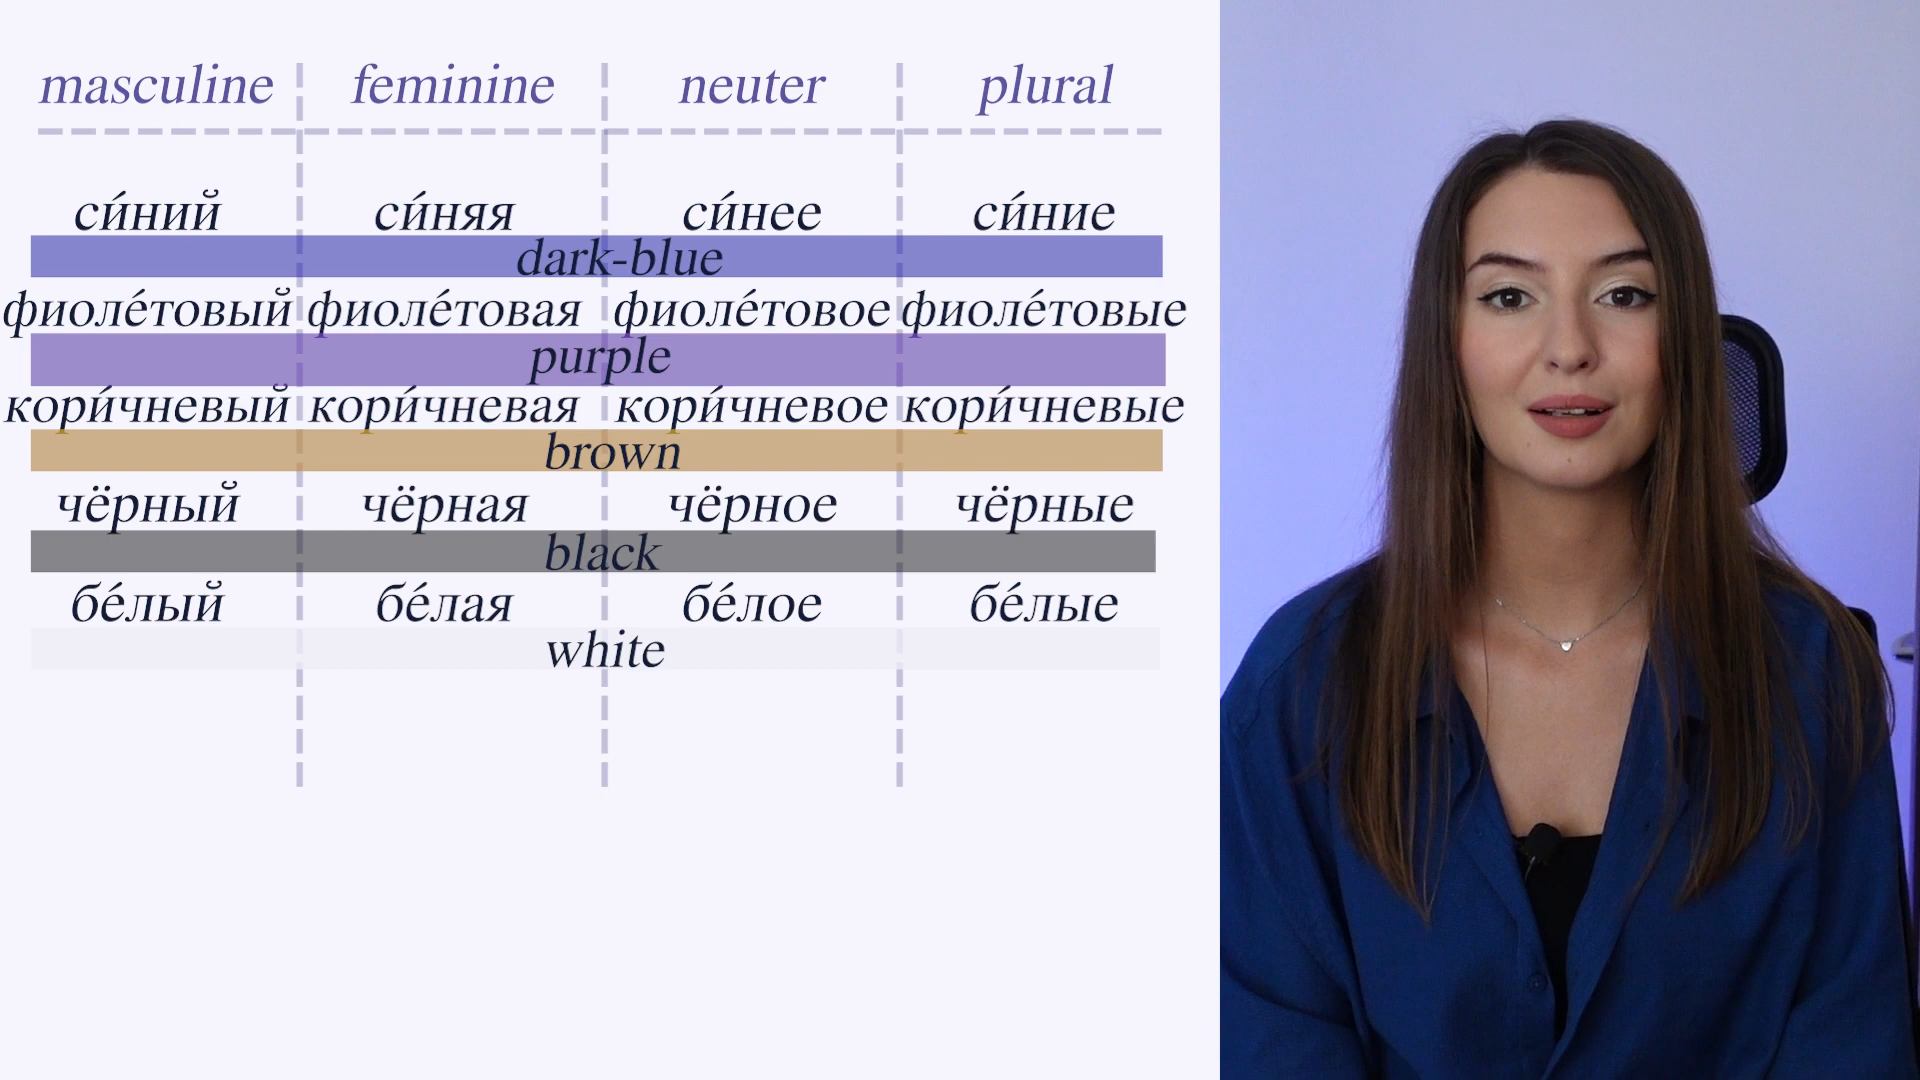 masculine feminine neuter plural
си́ний си́няя си́нее си́ние
dark-blue
фиоле́товый фиоле́товая фиоле́товое фиоле́товые
purple
кори́чневый кори́чневая кори́чневое кори́чневые
brown
чёрный чёрная чёрное чёрные
black
бе́лый бе́лая бе́лое бе́лые
white